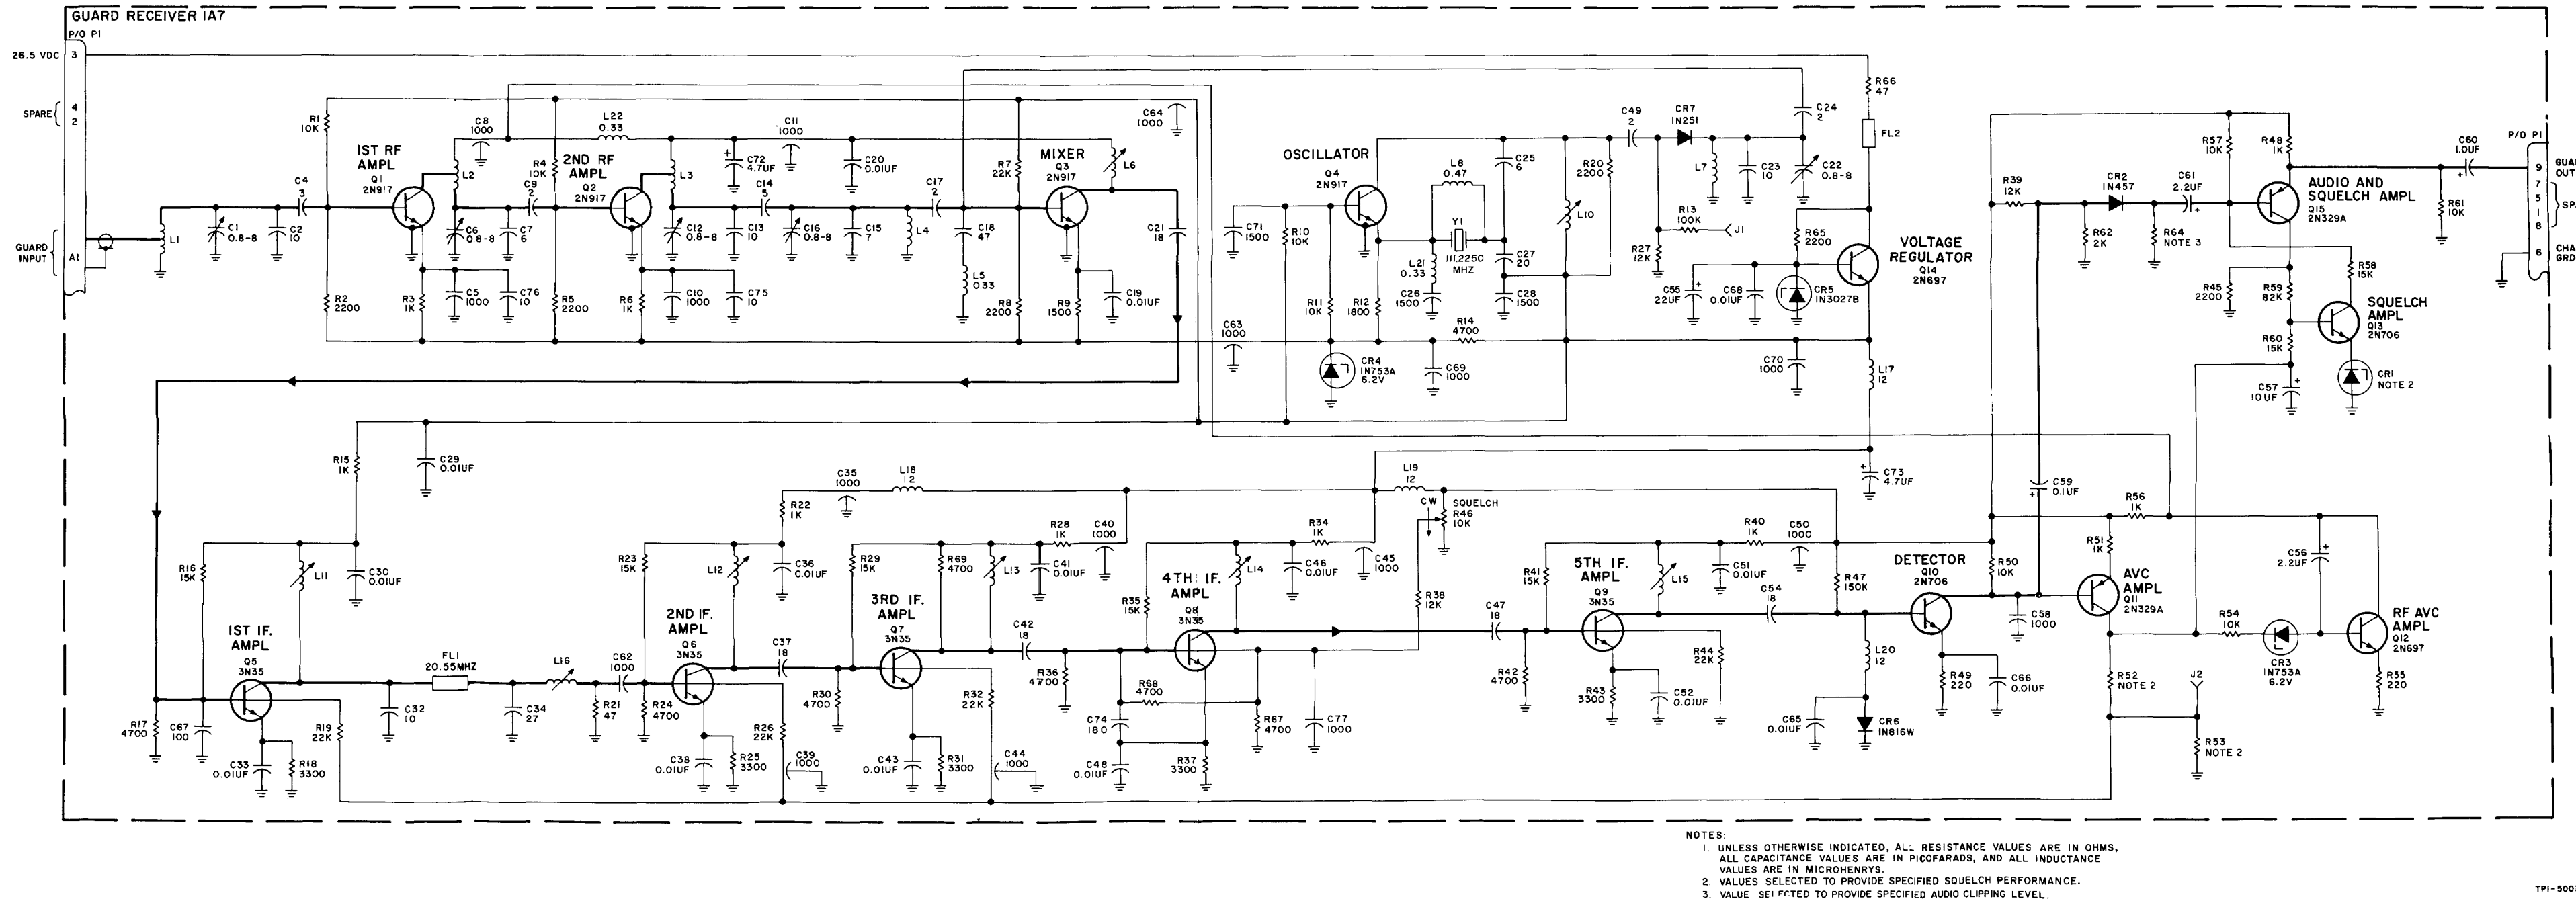 GUARD RECEIVER 1A7
P/O P1
26.5 VDC
3
SPARE
4
2
GUARD
INPUT
A1
L1
C1
0.8-8
C2
10
C4
3
R1
10K
R2
2200
1ST RF
AMPL
Q1
2N917
R3
1K
C5
1000
C76
10
L2
C8
1000
C6
0.8-8
C7
6
R4
10K
C9
2
R5
2200
L22
0.33
2ND RF
AMPL
Q2
2N917
R6
1K
C10
1000
C75
10
L3
C72
4.7UF
C11
1000
C12
0.8-8
C13
10
C14
5
C16
0.8-8
C15
7
C20
0.01UF
L4
C17
2
C18
47
L5
0.33
R7
22K
R8
2200
MIXER
Q3
2N917
R9
1500
C19
0.01UF
L6
C64
1000
C21
18
C63
1000
C71
1500
R10
10K
R11
10K
CR4
1N753A
6.2V
OSCILLATOR
Q4
2N917
R12
1800
L21
0.33
C26
1500
L8
0.47
Y1
111.2250
MHZ
C25
6
C27
20
C28
1500
R14
4700
C69
1000
L10
R20
2200
C49
2
CR7
1N251
R27
12K
R13
100K
J1
L7
C23
10
C22
0.8-8
C24
2
R66
47
FL2
R65
2200
C55
22UF
C68
0.01UF
CR5
1N3027B
VOLTAGE
REGULATOR
Q14
2N697
C70
1000
L17
12
C73
4.7UF
R39
12K
R62
2K
CR2
1N457
R64
NOTE 3
C61
2.2UF
R57
10K
R48
1K
AUDIO AND
SQUELCH AMPL
Q15
2N329A
R45
2200
R59
82K
R60
15K
C57
10UF
R58
15K
SQUELCH
AMPL
Q13
2N706
CR1
NOTE 2
R61
10K
C60
1.0UF
P/O P1
9
7
5
1
8
6
R15
1K
C29
0.01UF
R16
15K
L11
C30
0.01UF
R17
4700
C67
100
1ST IF.
AMPL
Q5
3N35
C33
0.01UF
R18
3300
R19
22K
C32
10
FL1
20.55MHZ
C34
27
L16
R21
47
C62
1000
R23
15K
R24
4700
2ND IF.
AMPL
Q6
3N35
L12
R22
1K
C36
0.01UF
C35
1000
L18
12
C37
18
C38
0.01UF
R25
3300
R26
22K
C39
1000
R30
4700
R29
15K
3RD IF.
AMPL
Q7
3N35
R69
4700
L13
C41
0.01UF
R28
1K
C40
1000
C43
0.01UF
R31
3300
R32
22K
C44
1000
C42
18
R36
4700
R35
15K
4TH IF.
AMPL
Q8
3N35
R68
4700
C74
180
C48
0.01UF
R37
3300
L14
C46
0.01UF
R34
1K
C45
1000
R67
4700
C77
1000
L19
12
CW
SQUELCH
R46
10K
R38
12K
C47
18
R42
4700
R41
15K
5TH IF.
AMPL
Q9
3N35
R43
3300
C52
0.01UF
L15
C51
0.01UF
R40
1K
C50
1000
R44
22K
C54
18
R47
150K
L20
12
C65
0.01UF
CR6
1N816W
DETECTOR
Q10
2N706
R49
220
C66
0.01UF
R50
10K
C58
1000
C59
0.1UF
AVC
AMPL
Q11
2N329A
R51
1K
R56
1K
R52
NOTE 2
J2
R53
NOTE 2
R54
10K
CR3
1N753A
6.2V
C56
2.2UF
RF AVC
AMPL
Q12
2N697
R55
220
NOTES:
1. UNLESS OTHERWISE INDICATED, ALL RESISTANCE VALUES ARE IN OHMS,
ALL CAPACITANCE VALUES ARE IN PICOFARADS, AND ALL INDUCTANCE
VALUES ARE IN MICROHENRYS.
2. VALUES SELECTED TO PROVIDE SPECIFIED SQUELCH PERFORMANCE.
3. VALUE SELECTED TO PROVIDE SPECIFIED AUDIO CLIPPING LEVEL.